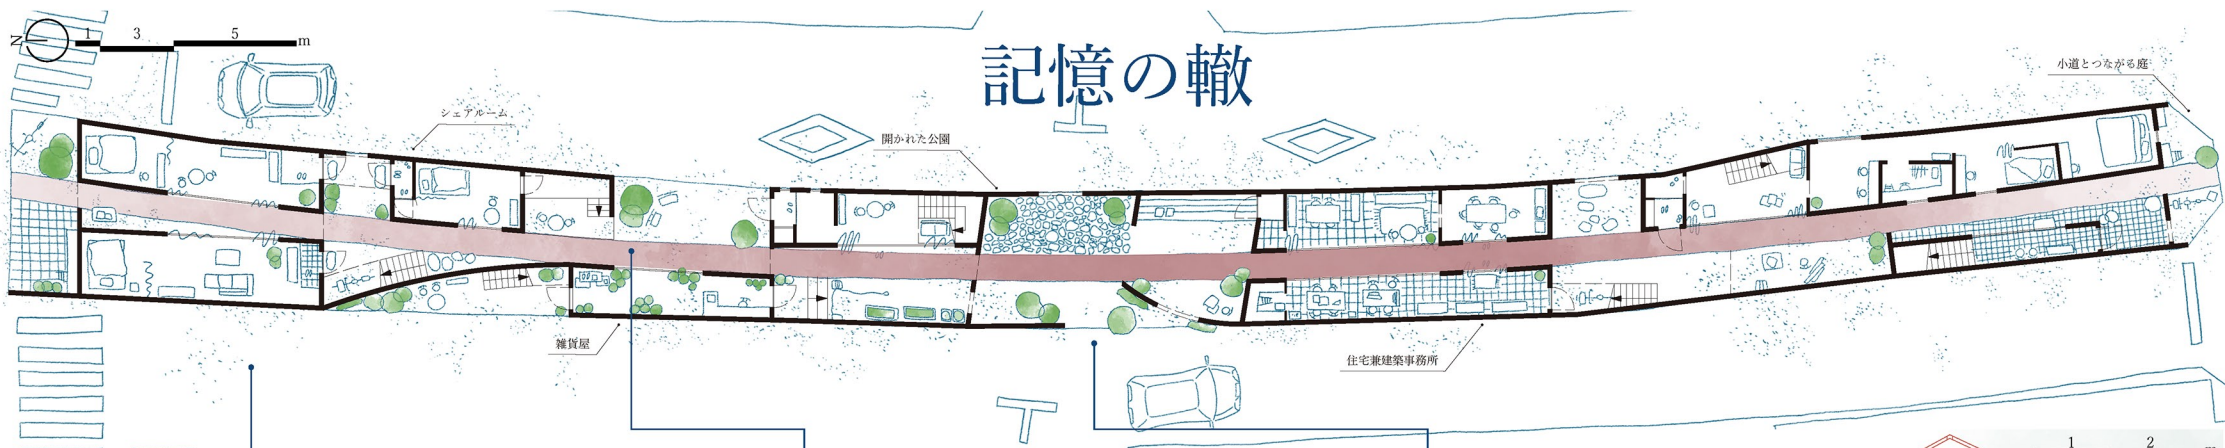 N
1 3 5 m
記憶の轍
小道とつながる庭
シェアルーム
開かれた公園
雑貨屋
住宅兼建築事務所
1 2